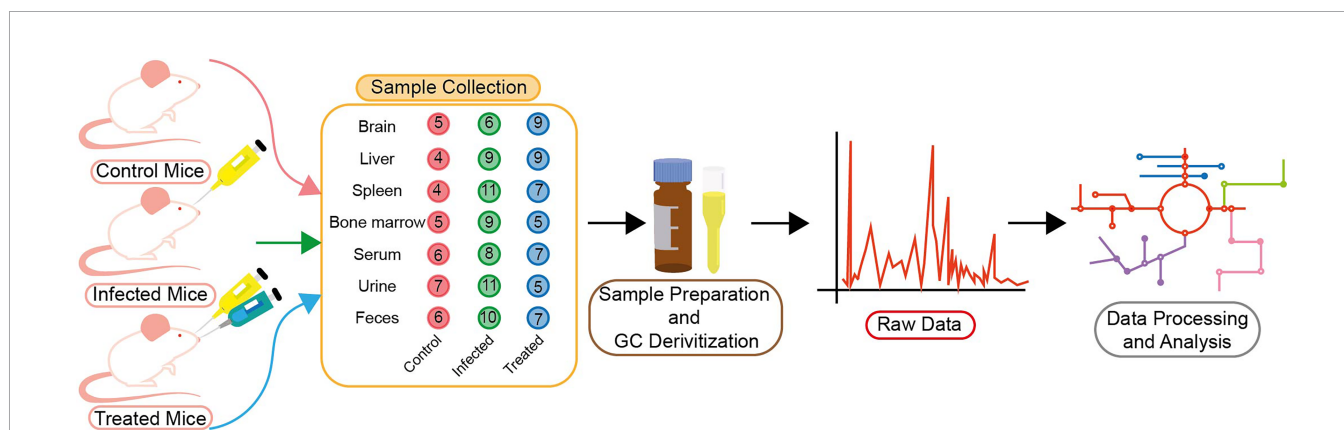 Control Mice
Infected Mice
Treated Mice
Sample Collection
Brain 5 6 9
Liver 4 9 9
Spleen 4 11 7
Bone marrow 5 9 5
Serum 6 8 7
Urine 7 11 5
Feces 6 10 7
Control Infected Treated
Sample Preparation
and
GC Derivitization
Raw Data
Data Processing
and Analysis